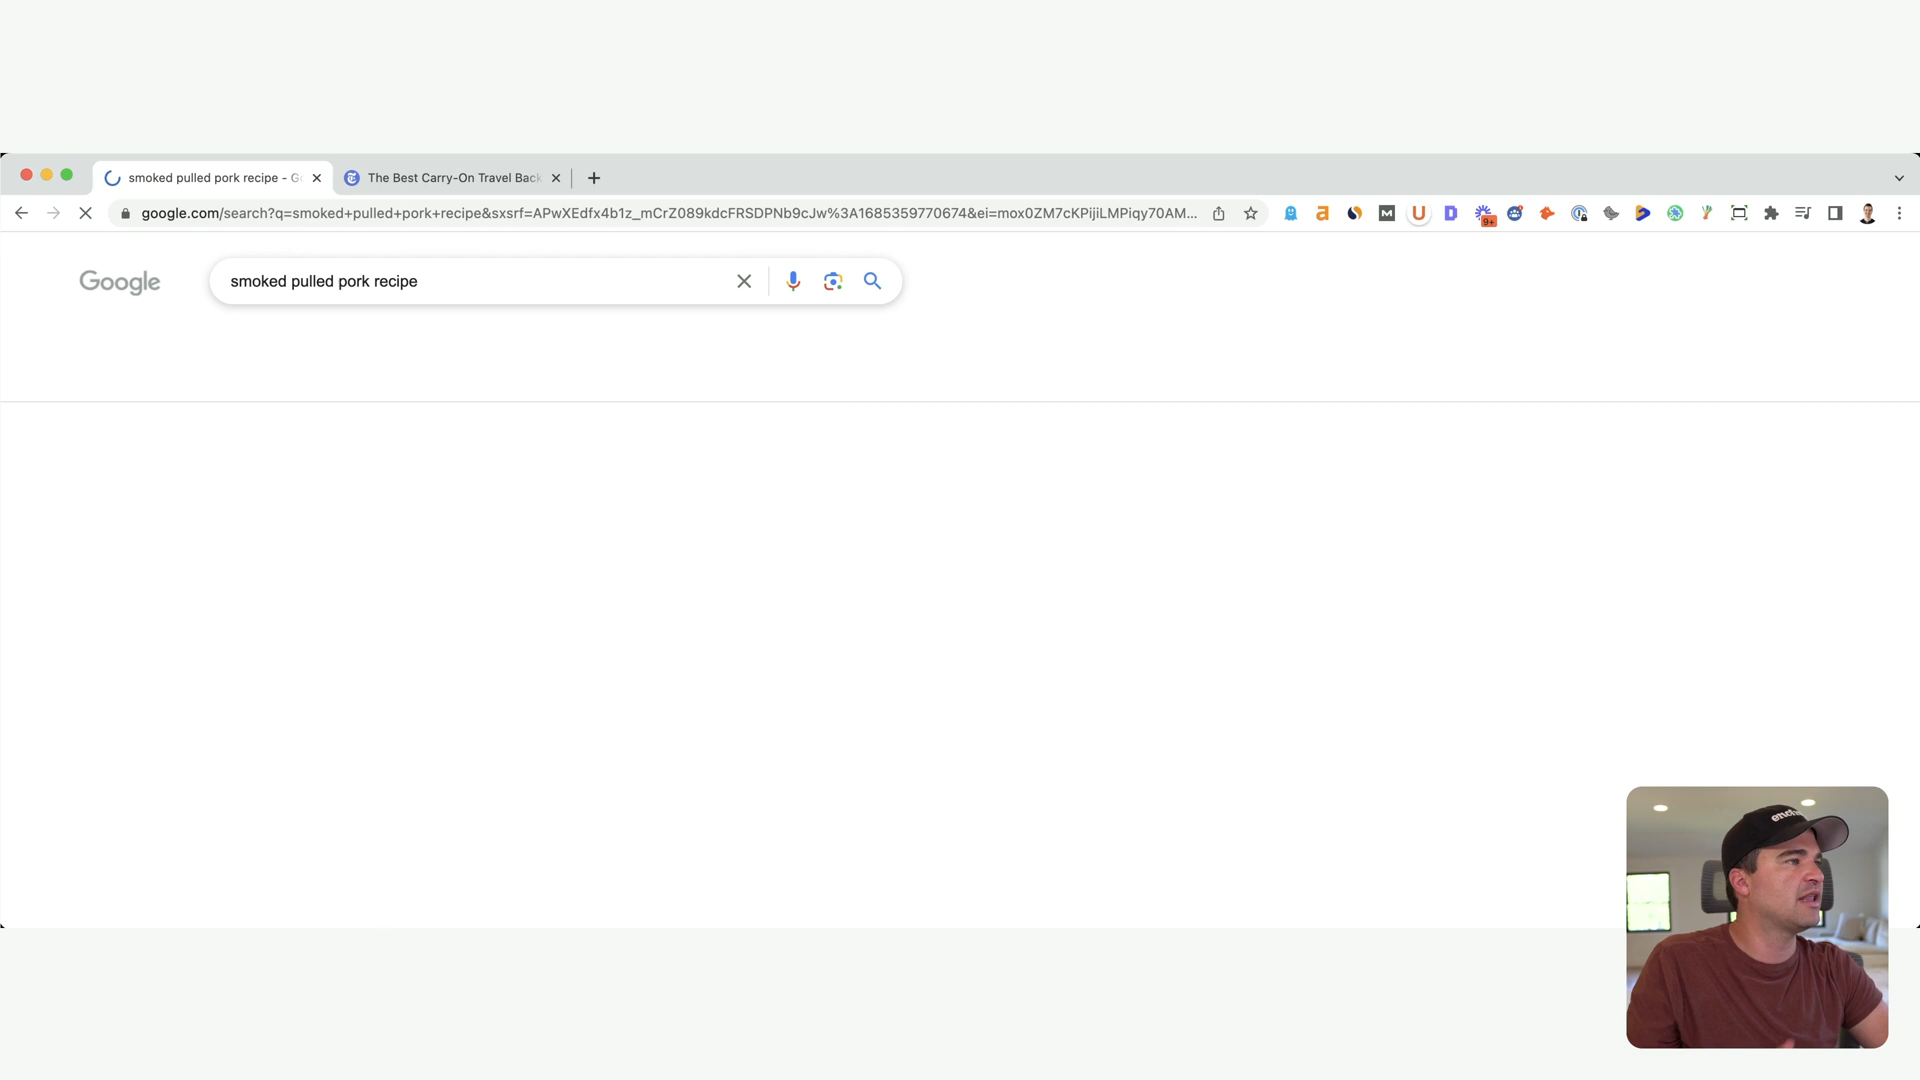 smoked pulled pork recipe - G
The Best Carry-On Travel Back
google.com/search?q=smoked+pulled+pork+recipe&sxsrf=APwXEdfx4b1z_mCrZ089kdcFRSDPNb9cJw%3A1685359770674&ei=mox0ZM7cKPijiLMPiqy70AM...
9+
Google
smoked pulled pork recipe